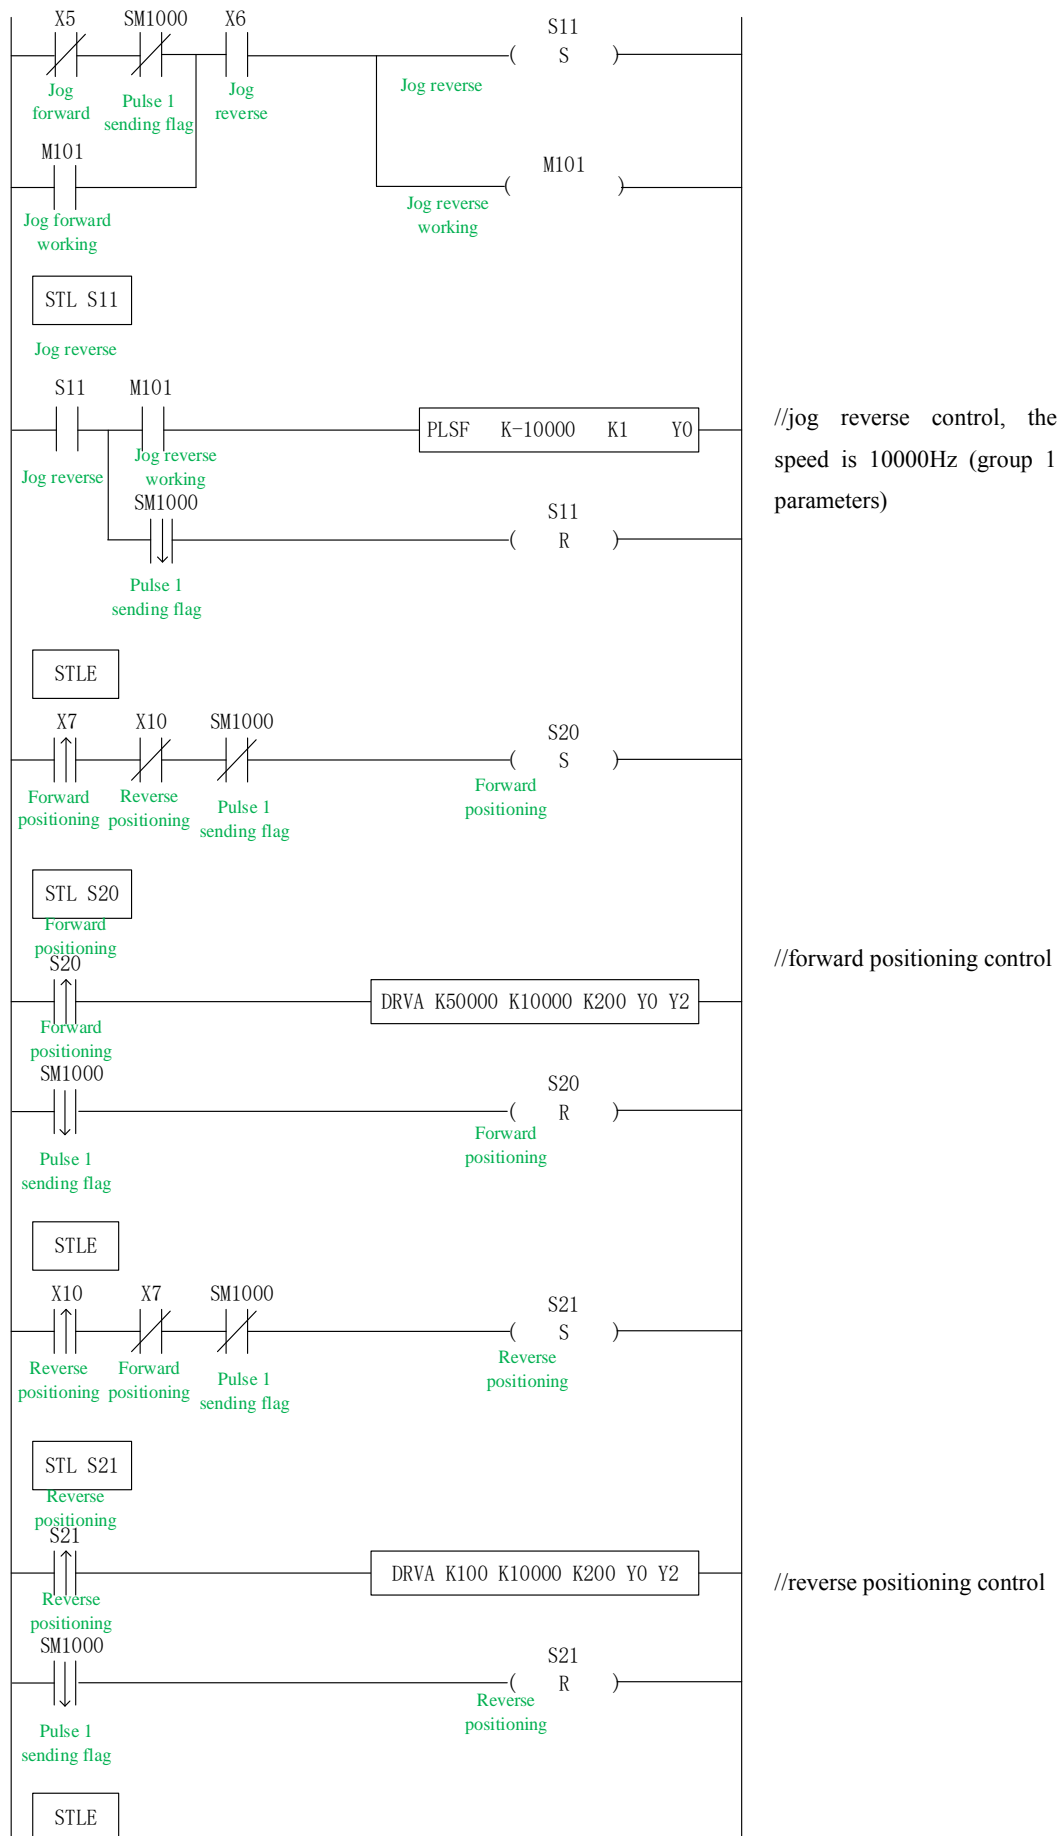 X5 SM1000 X6 S11
( S )
Jog forward Pulse 1 sending flag Jog reverse Jog reverse
M101 M101
( )
Jog forward working Jog reverse working
STL S11
Jog reverse
S11 M101
PLSF K-10000 K1 Y0
Jog reverse Jog reverse working
//jog reverse control, the
speed is 10000Hz (group 1
parameters)
SM1000 S11
( R )
Pulse 1
sending flag
STLE
X7 X10 SM1000 S20
( S )
Forward positioning Reverse positioning Pulse 1 sending flag Forward positioning
STL S20
Forward
positioning
//forward positioning control
S20
DRVA K50000 K10000 K200 Y0 Y2
Forward
positioning
SM1000 S20
( R )
Pulse 1 sending flag Forward positioning
STLE
X10 X7 SM1000 S21
( S )
Reverse positioning Forward positioning Pulse 1 sending flag Reverse positioning
STL S21
Reverse
positioning
S21
DRVA K100 K10000 K200 Y0 Y2
//reverse positioning control
Reverse
positioning
SM1000 S21
( R )
Pulse 1 sending flag Reverse positioning
STLE